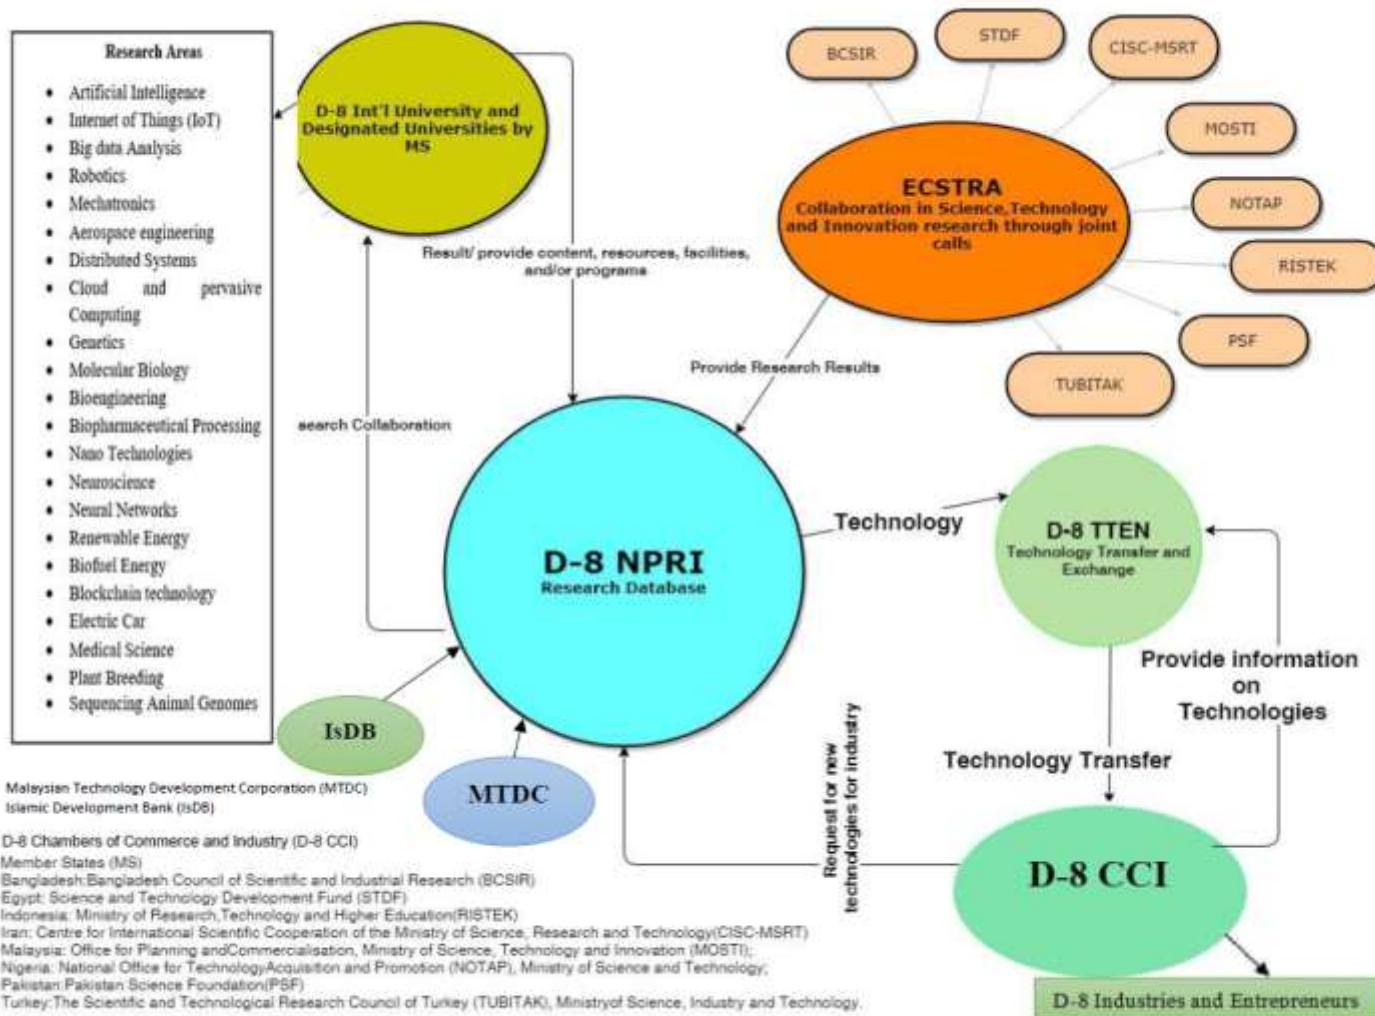 Research Areas
• Artificial Intelligence
• Internet of Things (IoT)
• Big data Analysis
• Robotics
• Mechatronics
• Aerospace engineering
• Distributed Systems
• Cloud and pervasive
Computing
• Genetics
• Molecular Biology
• Bioengineering
• Biopharmaceutical Processing
• Nano Technologies
• Neuroscience
• Neural Networks
• Renewable Energy
• Biofuel Energy
• Blockchain technology
• Electric Car
• Medical Science
• Plant Breeding
• Sequencing Animal Genomes
D-8 Int'l University and
Designated Universities by
MS
Result/ provide content, resources, facilities,
and/or programs
search Collaboration
ECSTRA
Collaboration in Science,Technology
and Innovation research through joint
calls
BCSIR
STDF
CISC-MSRT
MOSTI
NOTAP
RISTEK
PSF
TUBITAK
Provide Research Results
D-8 NPRI
Research Database
Technology
D-8 TTEN
Technology Transfer and
Exchange
Provide information
on
Technologies
Technology Transfer
Request for new
technologies for industry
IsDB
MTDC
D-8 CCI
D-8 Industries and Entrepreneurs
Malaysian Technology Development Corporation (MTDC)
Islamic Development Bank (IsDB)
D-8 Chambers of Commerce and Industry (D-8 CCI)
Member States (MS)
Bangladesh:Bangladesh Council of Scientific and Industrial Research (BCSIR)
Egypt: Science and Technology Development Fund (STDF)
Indonesia: Ministry of Research,Technology and Higher Education(RISTEK)
Iran: Centre for International Scientific Cooperation of the Ministry of Science, Research and Technology(CISC-MSRT)
Malaysia: Office for Planning andCommercialisation, Ministry of Science, Technology and Innovation (MOSTI);
Nigeria: National Office for TechnologyAcquisition and Promotion (NOTAP), Ministry of Science and Technology;
Pakistan:Pakistan Science Foundation(PSF)
Turkey:The Scientific and Technological Research Council of Turkey (TUBITAK), Ministryof Science, Industry and Technology.